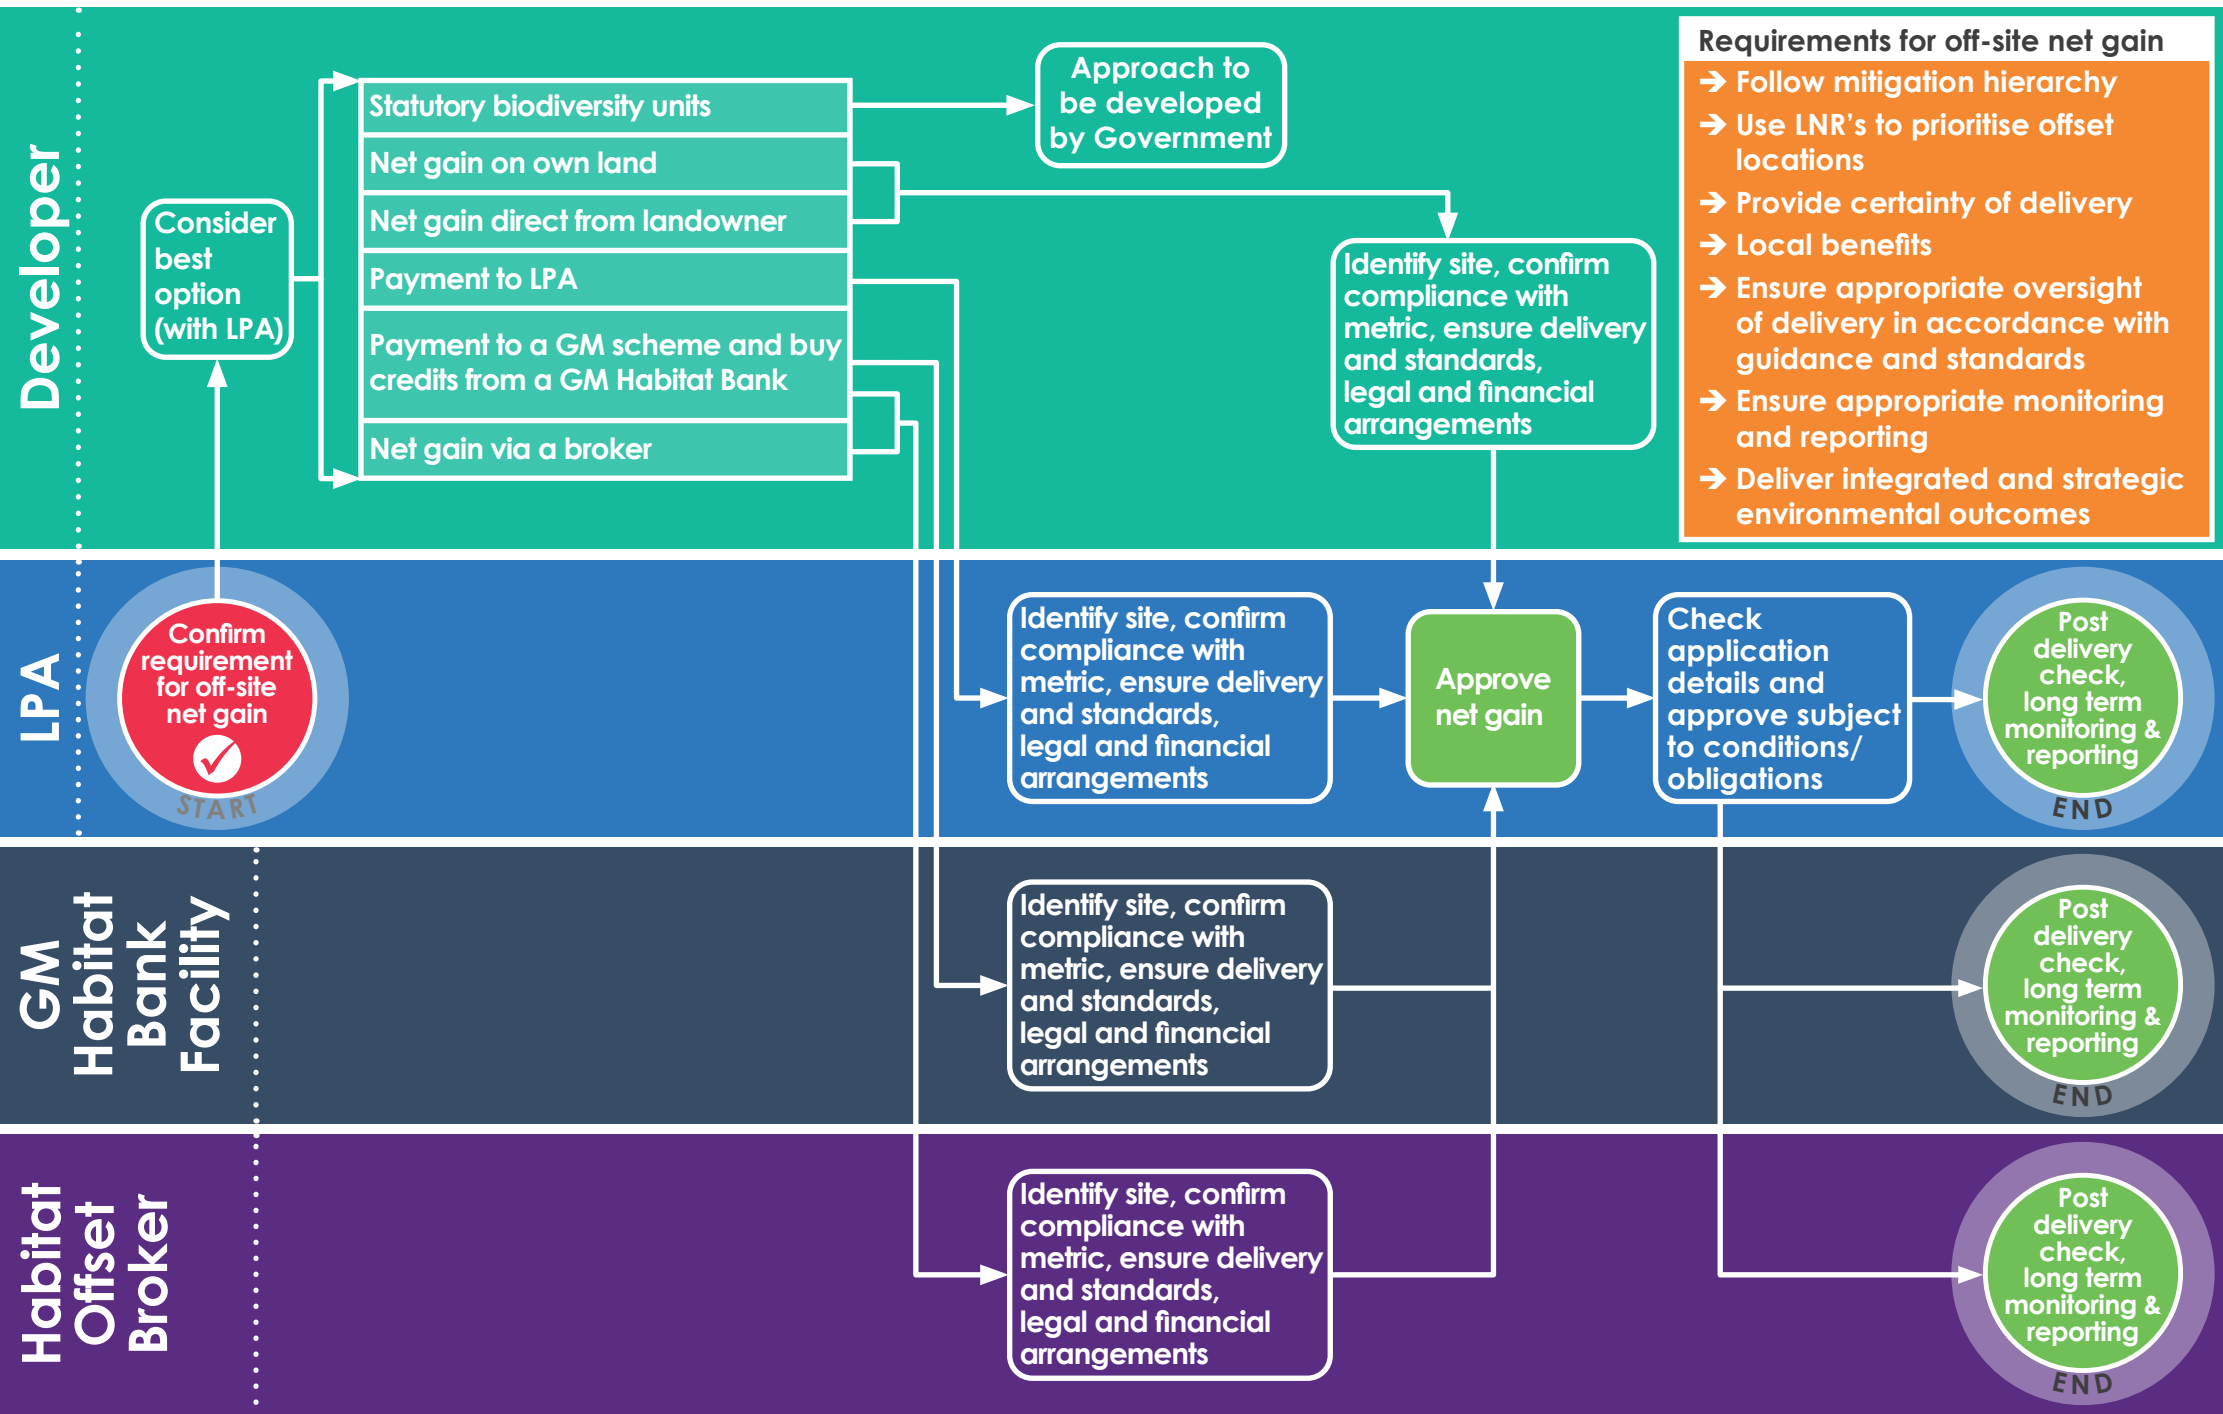 Developer
Consider
best
option
(with LPA)
Statutory biodiversity units
Net gain on own land
Net gain direct from landowner
Payment to LPA
Payment to a GM scheme and buy
credits from a GM Habitat Bank
Net gain via a broker
Approach to
be developed
by Government
Identify site, confirm
compliance with
metric, ensure delivery
and standards,
legal and financial
arrangements
Requirements for off-site net gain
➔ Follow mitigation hierarchy
➔ Use LNR's to prioritise offset
locations
➔ Provide certainty of delivery
➔ Local benefits
➔ Ensure appropriate oversight
of delivery in accordance with
guidance and standards
➔ Ensure appropriate monitoring
and reporting
➔ Deliver integrated and strategic
environmental outcomes
LPA
Confirm
requirement
for off-site
net gain
START
Identify site, confirm
compliance with
metric, ensure delivery
and standards,
legal and financial
arrangements
Approve
net gain
Check
application
details and
approve subject
to conditions/
obligations
Post
delivery
check,
long term
monitoring &
reporting
END
GM
Habitat
Bank
Facility
Identify site, confirm
compliance with
metric, ensure delivery
and standards,
legal and financial
arrangements
Post
delivery
check,
long term
monitoring &
reporting
END
Habitat
Offset
Broker
Identify site, confirm
compliance with
metric, ensure delivery
and standards,
legal and financial
arrangements
Post
delivery
check,
long term
monitoring &
reporting
END